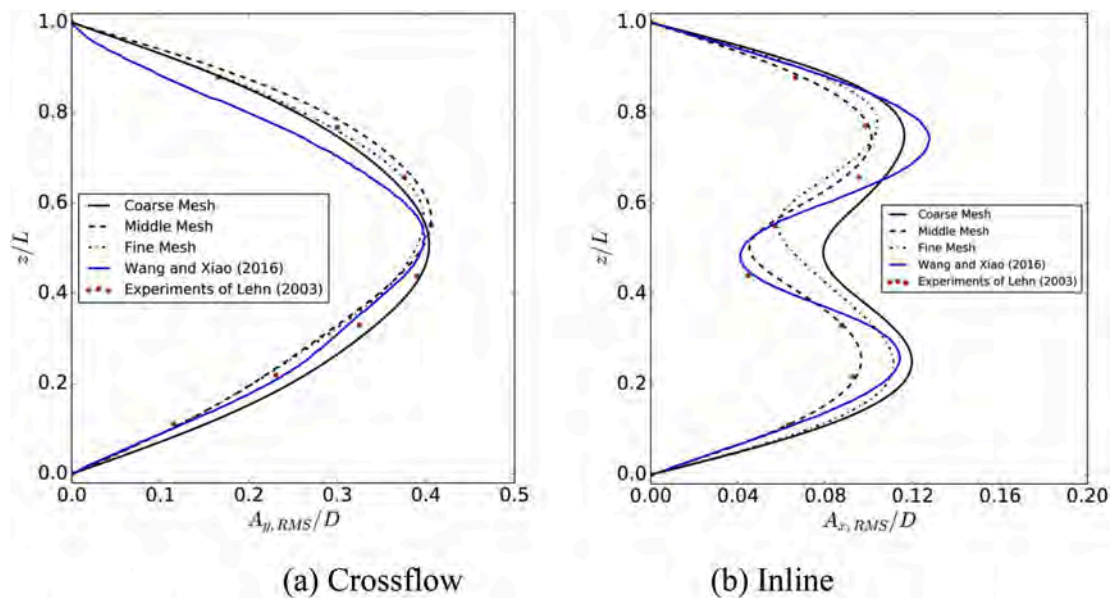 1.0
0.8
0.6
0.4
0.2
0.0
z/L
Coarse Mesh
Middle Mesh
Fine Mesh
Wang and Xiao (2016)
Experiments of Lehn (2003)
0.0 0.1 0.2 0.3 0.4 0.5
A_{y, RMS}/D
(a) Crossflow
1.0
0.8
0.6
0.4
0.2
0.0
z/L
Coarse Mesh
Middle Mesh
Fine Mesh
Wang and Xiao (2016)
Experiments of Lehn (2003)
0.00 0.04 0.08 0.12 0.16 0.20
A_{x, RMS}/D
(b) Inline